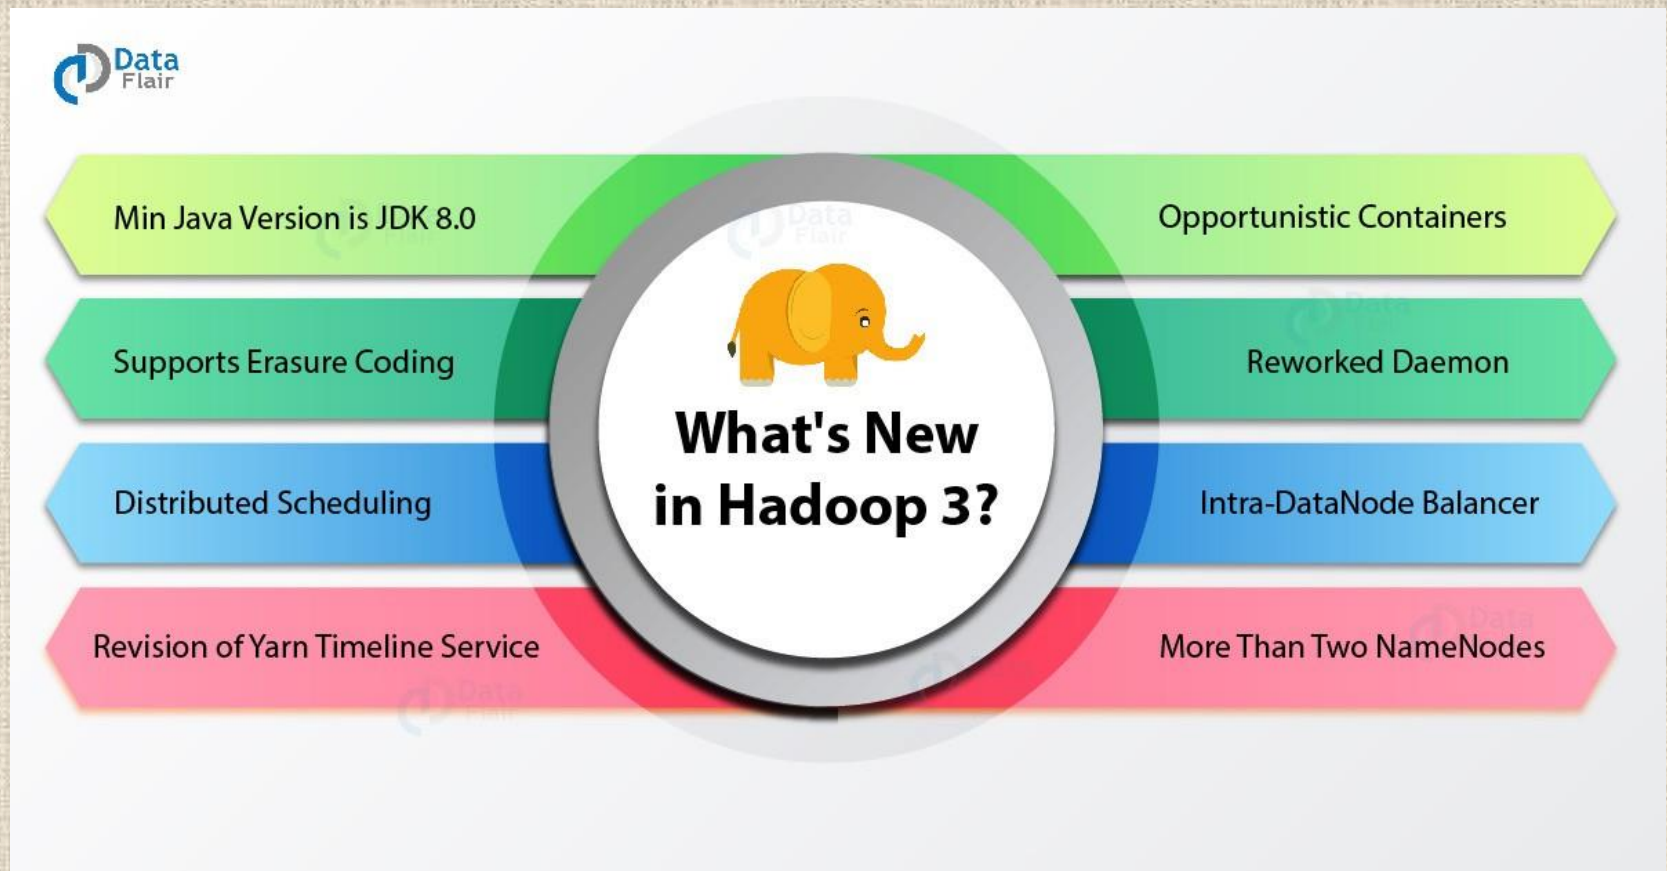 Data
Flair
Min Java Version is JDK 8.0
Supports Erasure Coding
Distributed Scheduling
Revision of Yarn Timeline Service
What's New
in Hadoop 3?
Opportunistic Containers
Reworked Daemon
Intra-DataNode Balancer
More Than Two NameNodes